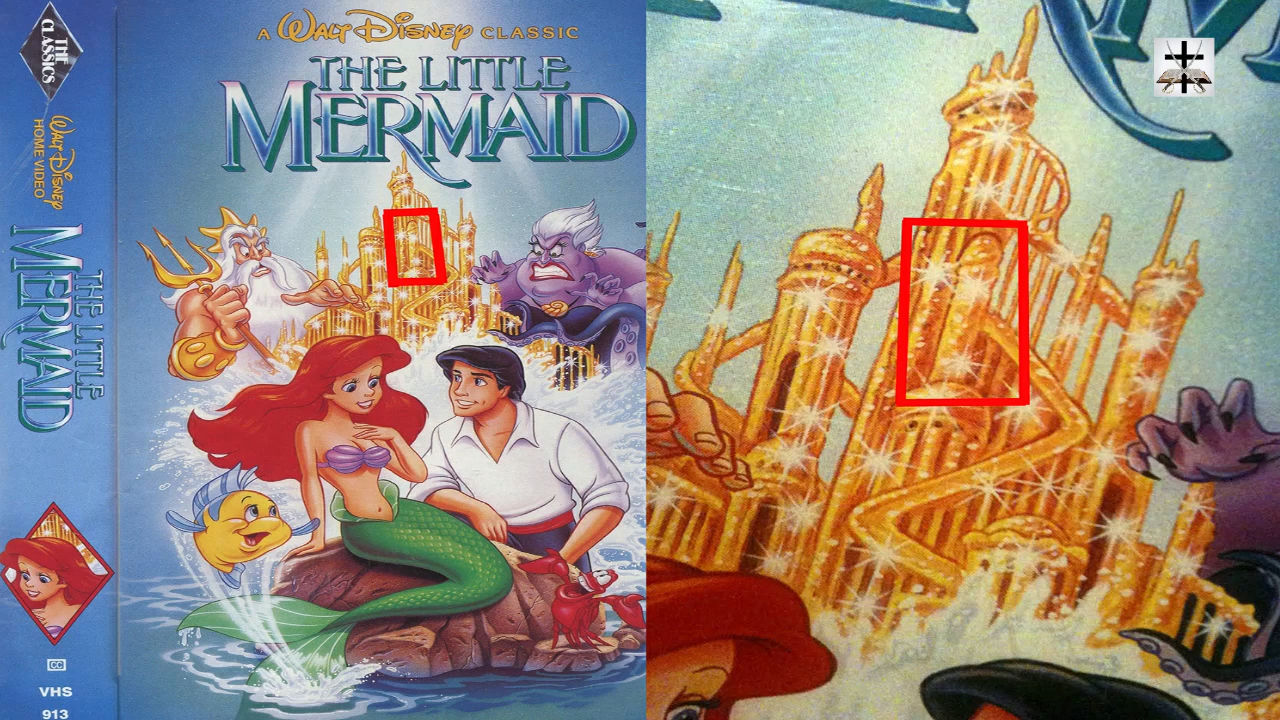 THE
CLASSICS
WALT DISNEY
HOME VIDEO
THE LITTLE
MERMAID
CC
VHS
913
A WALT DISNEY CLASSIC
THE LITTLE
MERMAID